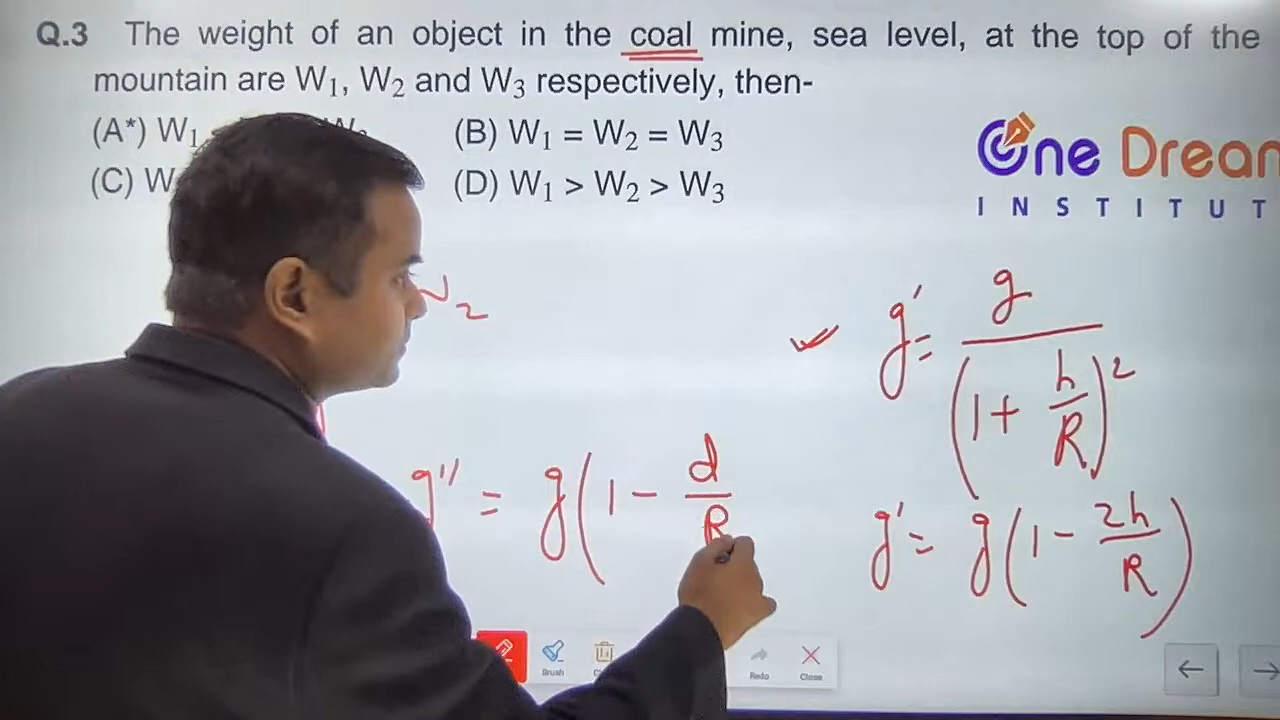 Q.3 The weight of an object in the coal mine, sea level, at the top of the
mountain are W₁, W₂ and W₃ respectively, then-
(A*) W₁ (B) W₁ = W₂ = W₃
(C) W (D) W₁ > W₂ > W₃
One Dream
INSTITUT
2
g' = g / (1 + h/R)²
g'' = g(1 - d/R
g' = g(1 - 2h/R)
Brush
Redo
Close